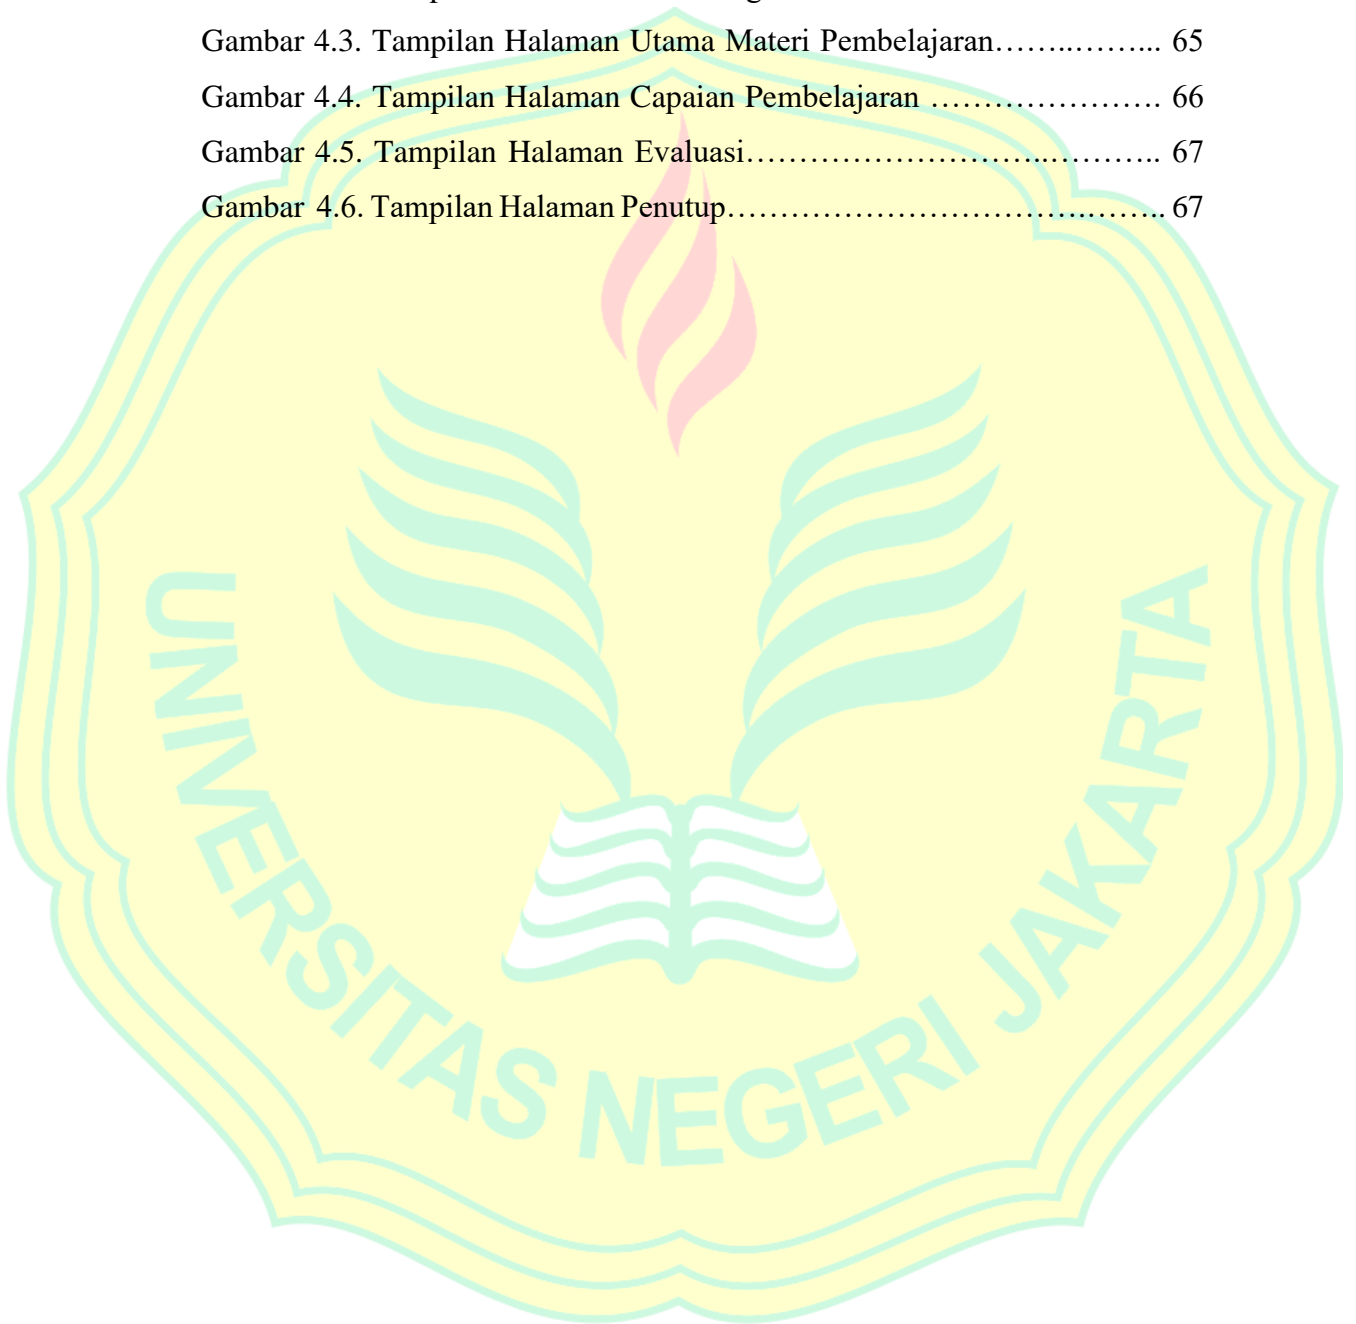 Gambar 4.3. Tampilan Halaman Utama Materi Pembelajaran……..……... 65
Gambar 4.4. Tampilan Halaman Capaian Pembelajaran …………………. 66
Gambar 4.5. Tampilan Halaman Evaluasi……………………….……….. 67
Gambar 4.6. Tampilan Halaman Penutup…………………………….…….. 67
UNIVERSITAS NEGERI JAKARTA